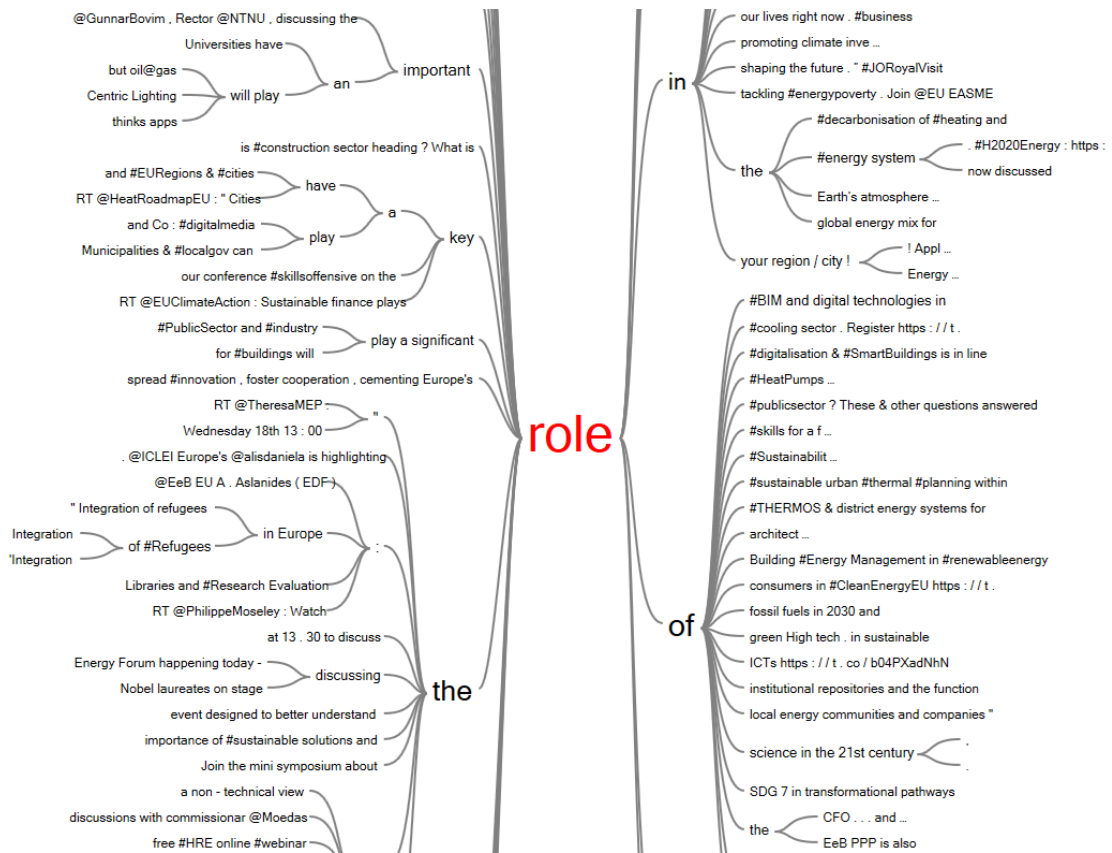 @GunnarBovim , Rector @NTNU , discussing the
Universities have
but oil@gas
Centric Lighting
thinks apps
will play
an
important
is #construction sector heading ? What is
and #EURegions & #cities
RT @HeatRoadmapEU : " Cities
have
and Co : #digitalmedia
Municipalities & #localgov can
play
a
our conference #skillsoffensive on the
RT @EUClimateAction : Sustainable finance plays
key
#PublicSector and #industry
for #buildings will
play a significant
spread #innovation , foster cooperation , cementing Europe's
RT @TheresaMEP :
Wednesday 18th 13 : 00
"
. @ICLEI Europe's @alisdaniela is highlighting
@EeB EU A . Aslanides ( EDF )
" Integration of refugees
Integration
'Integration
of #Refugees
in Europe
:
Libraries and #Research Evaluation
RT @PhilippeMoseley : Watch
at 13 . 30 to discuss
Energy Forum happening today -
Nobel laureates on stage
discussing
the
event designed to better understand
importance of #sustainable solutions and
Join the mini symposium about
a non - technical view
discussions with commissionar @Moedas
free #HRE online #webinar
role
in
our lives right now . #business
promoting climate inve ...
shaping the future . " #JORoyalVisit
tackling #energypoverty . Join @EU EASME
the
#decarbonisation of #heating and
#energy system
. #H2020Energy : https :
now discussed
Earth's atmosphere ...
global energy mix for
your region / city !
! Appl ...
Energy ...
of
#BIM and digital technologies in
#cooling sector . Register https : / / t .
#digitalisation & #SmartBuildings is in line
#HeatPumps ...
#publicsector ? These & other questions answered
#skills for a f ...
#Sustainabilit ...
#sustainable urban #thermal #planning within
#THERMOS & district energy systems for
architect ...
Building #Energy Management in #renewableenergy
consumers in #CleanEnergyEU https : / / t .
fossil fuels in 2030 and
green High tech . in sustainable
ICTs https : / / t . co / b04PXadNhN
institutional repositories and the function
local energy communities and companies "
science in the 21st century
.
.
SDG 7 in transformational pathways
the
CFO . . . and ...
EeB PPP is also